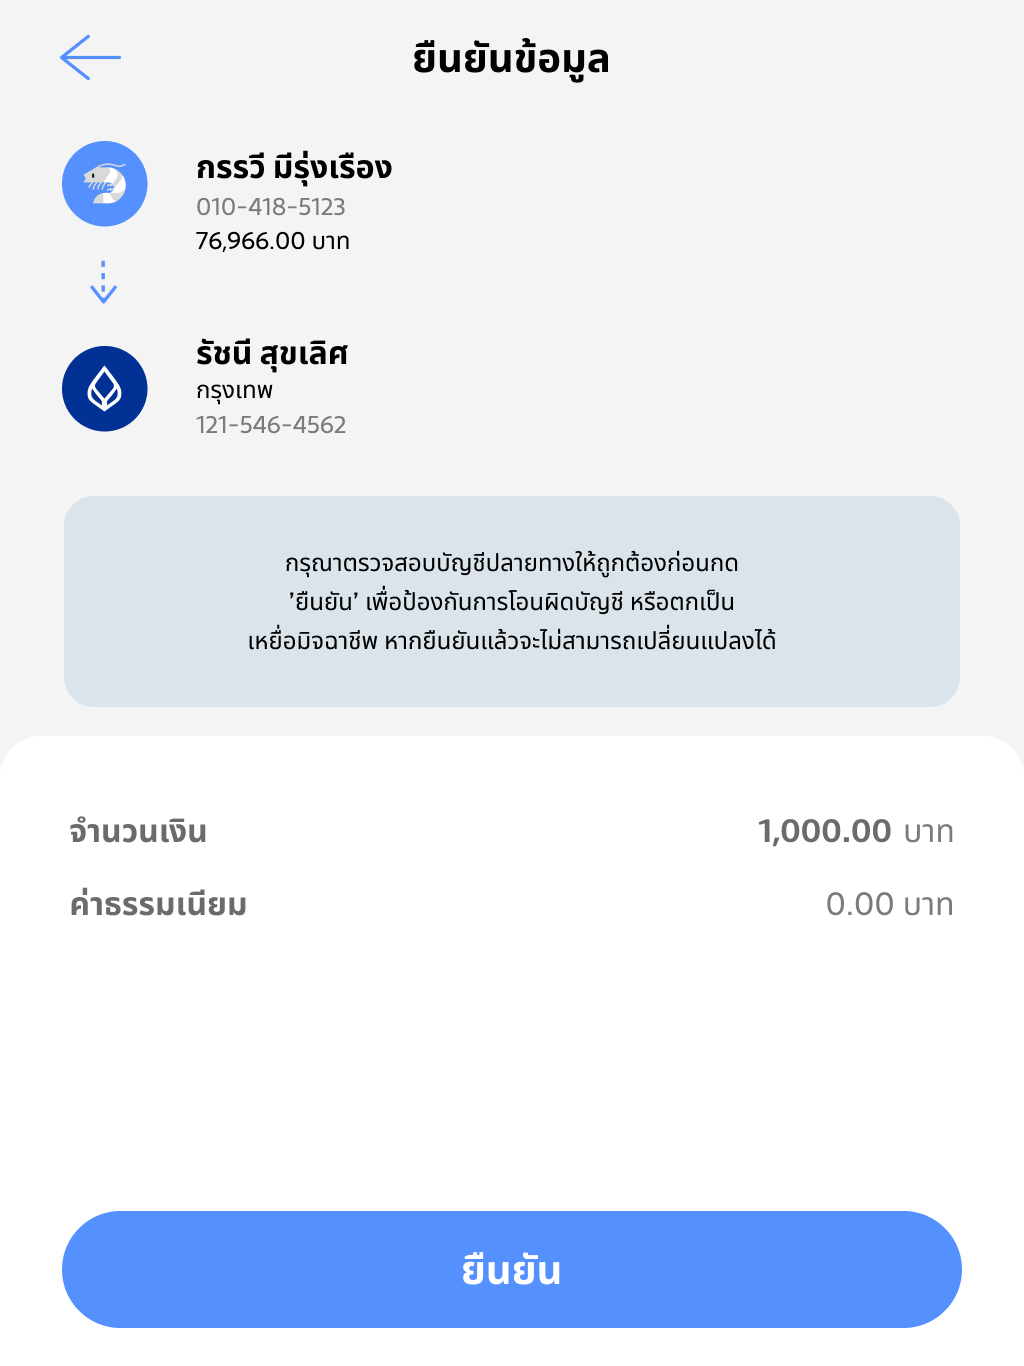 ยืนยันข้อมูล
กรรวี มีรุ่งเรือง
010-418-5123
76,966.00 บาท
รัชนี สุขเลิศ
กรุงเทพ
121-546-4562
กรุณาตรวจสอบบัญชีปลายทางให้ถูกต้องก่อนกด
’ยืนยัน’ เพื่อป้องกันการโอนผิดบัญชี หรือตกเป็น
เหยื่อมิจฉาชีพ หากยืนยันแล้วจะไม่สามารถเปลี่ยนแปลงได้
จำนวนเงิน 1,000.00 บาท
ค่าธรรมเนียม 0.00 บาท
ยืนยัน